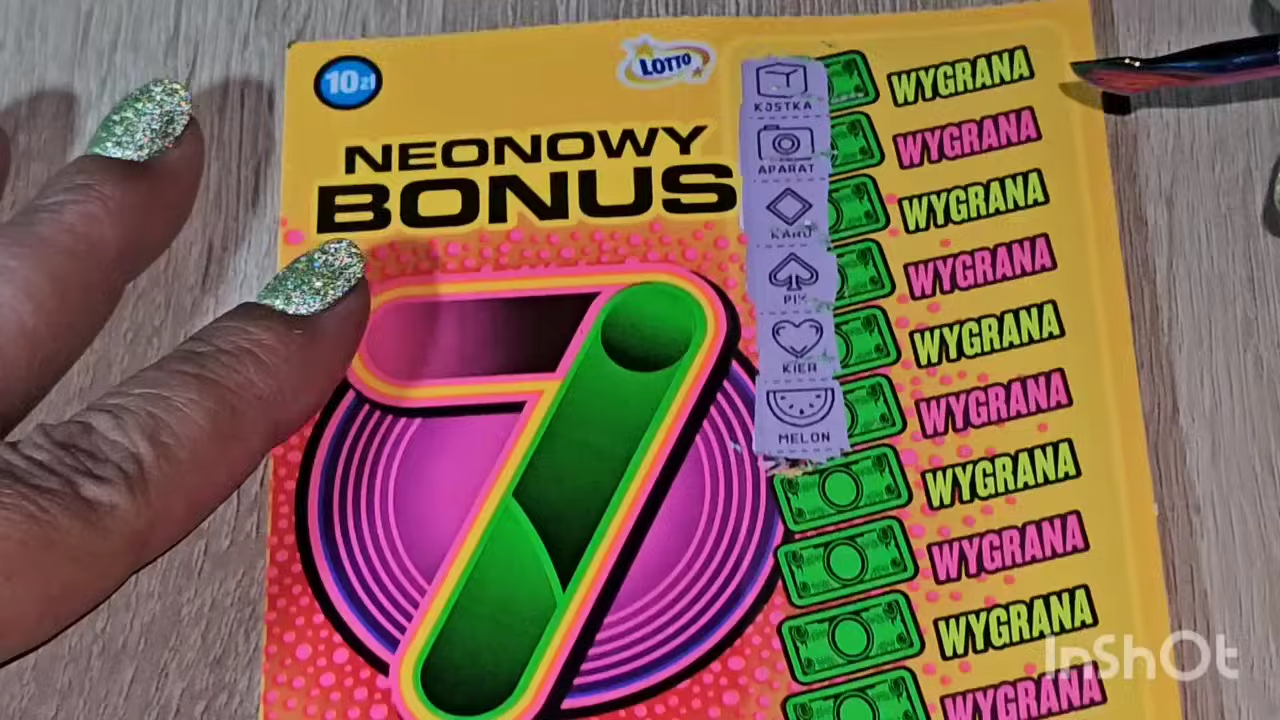 10zł
LOTTO
NEONOWY
BONUS
KOSTKA
WYGRANA
APARAT
WYGRANA
KARO
WYGRANA
PIK
WYGRANA
KIER
WYGRANA
MELON
WYGRANA
WYGRANA
WYGRANA
WYGRANA
WYGRANA
InShOt